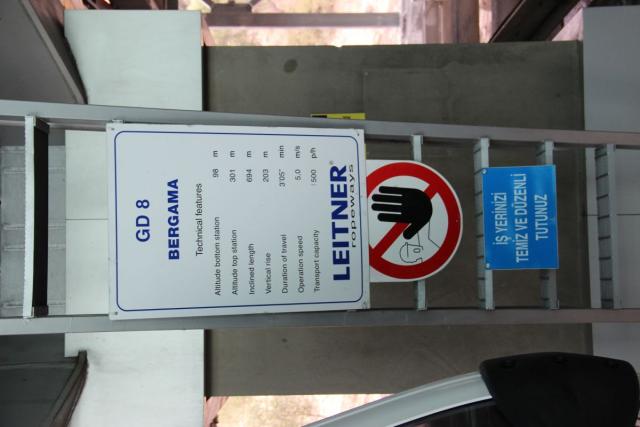 GD 8
BERGAMA
Technical features
Altitude bottom station 98 m
Altitude top station 301 m
Inclined length 694 m
Vertical rise 203 m
Duration of travel 3'05" min
Operation speed 5.0 m/s
Transport capacity 1500 p/h
LEITNER®
ropeways
İŞ YERİNİZİ
TEMİZ VE DÜZENLİ
TUTUNUZ